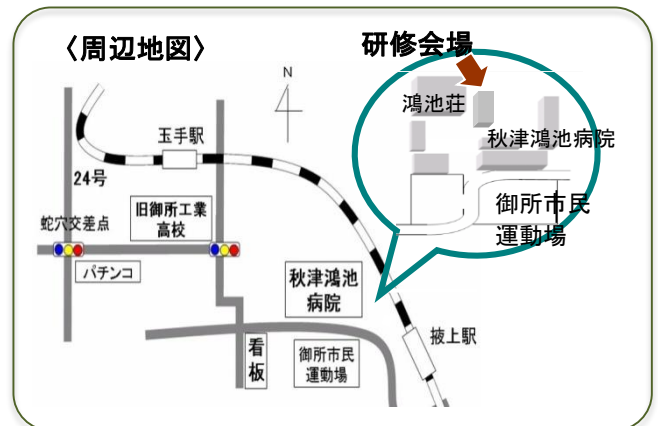 〈周辺地図〉
研修会場
N
鴻池荘
秋津鴻池病院
御所市民
運動場
玉手駅
24号
旧御所工業
高校
蛇穴交差点
パチンコ
秋津鴻池
病院
掖上駅
看
板
御所市民
運動場